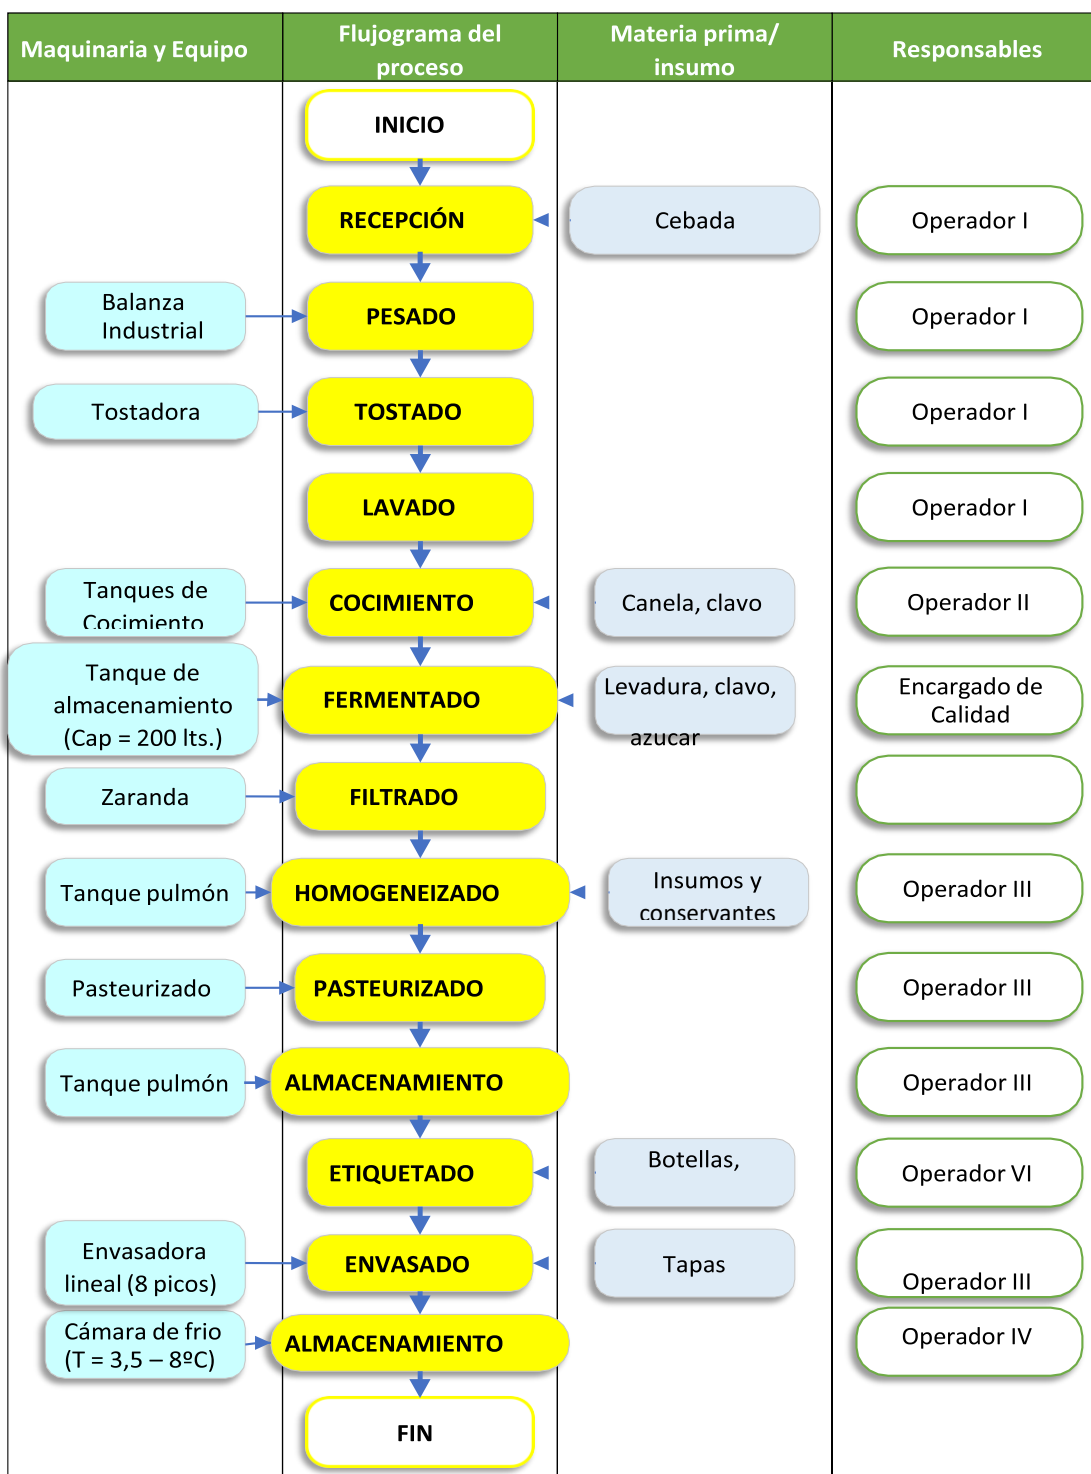 Maquinaria y Equipo
Flujograma del
proceso
Materia prima/
insumo
Responsables
INICIO
RECEPCIÓN
Cebada
Operador I
Balanza
Industrial
PESADO
Operador I
Tostadora
TOSTADO
Operador I
LAVADO
Operador I
Tanques de
Cocimiento
COCIMIENTO
Canela, clavo
Operador II
Tanque de
almacenamiento
(Cap = 200 lts.)
FERMENTADO
Levadura, clavo,
azucar
Encargado de
Calidad
Zaranda
FILTRADO
Tanque pulmón
HOMOGENEIZADO
Insumos y
conservantes
Operador III
Pasteurizado
PASTEURIZADO
Operador III
Tanque pulmón
ALMACENAMIENTO
Operador III
ETIQUETADO
Botellas,
Operador VI
Envasadora
lineal (8 picos)
ENVASADO
Tapas
Operador III
Cámara de frio
(T = 3,5 – 8ºC)
ALMACENAMIENTO
Operador IV
FIN